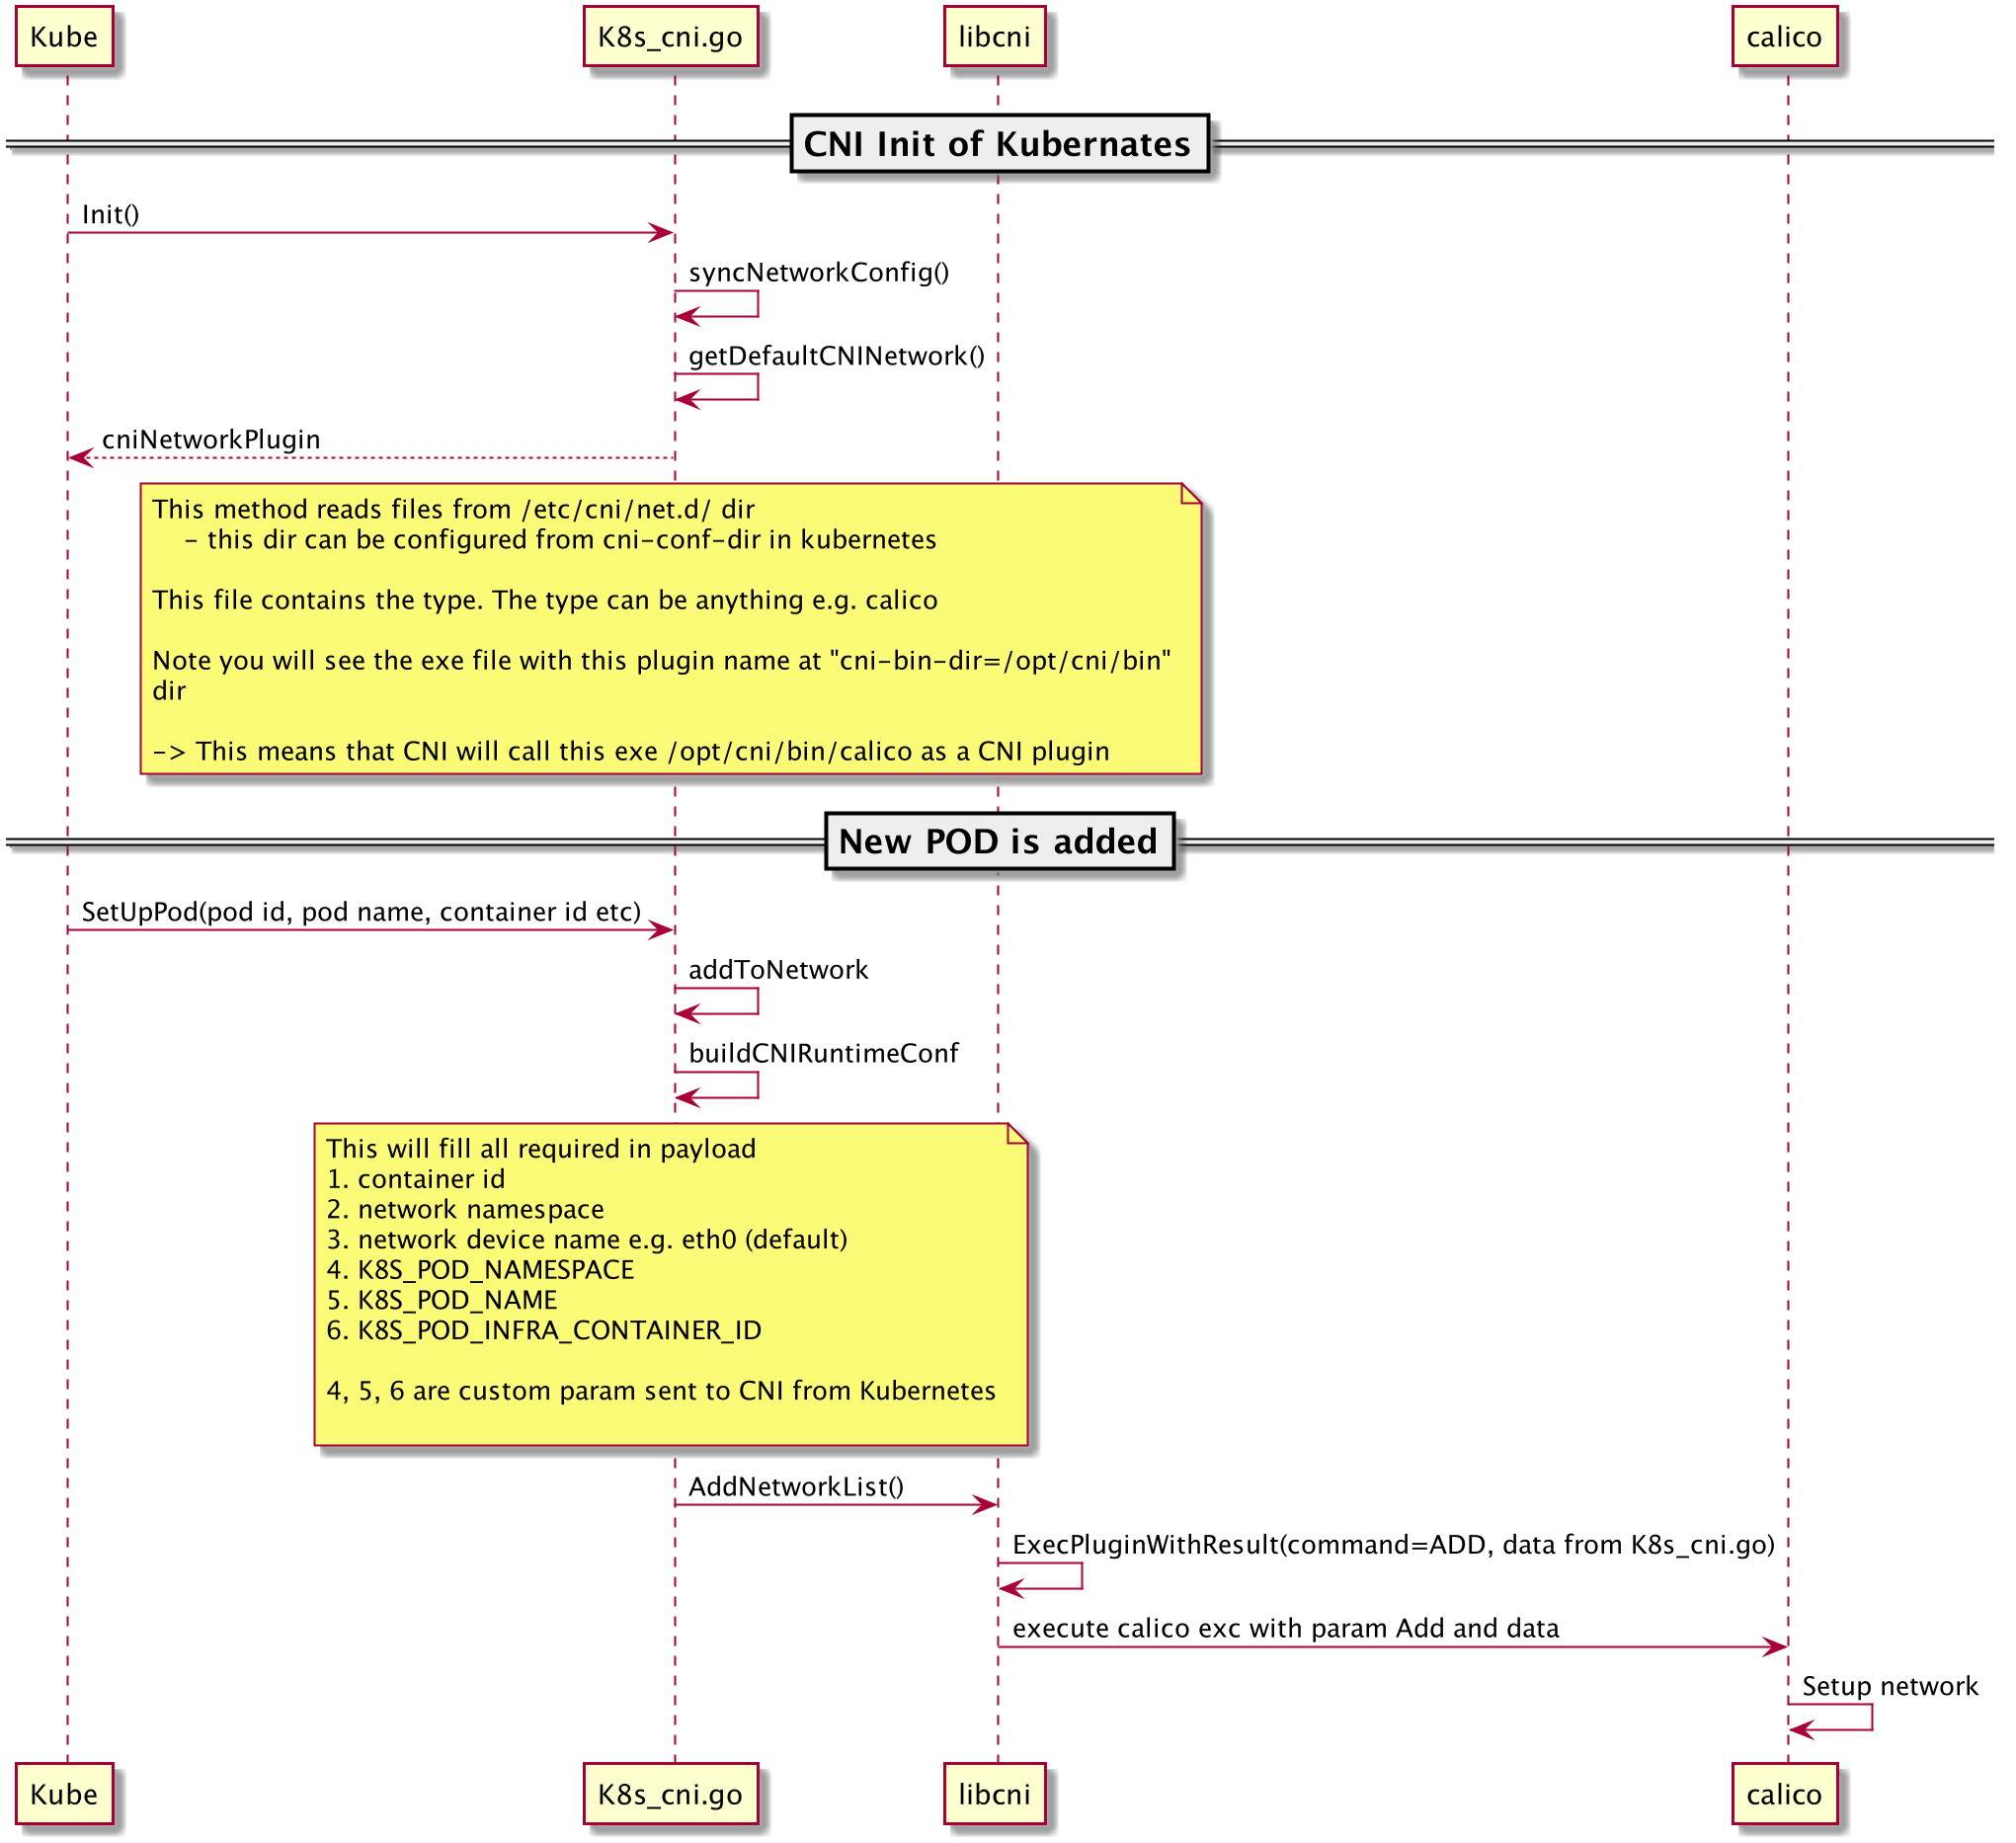 Kube
K8s_cni.go
libcni
calico
CNI Init of Kubernates
Init()
syncNetworkConfig()
getDefaultCNINetwork()
cniNetworkPlugin
This method reads files from /etc/cni/net.d/ dir
- this dir can be configured from cni-conf-dir in kubernetes
This file contains the type. The type can be anything e.g. calico
Note you will see the exe file with this plugin name at "cni-bin-dir=/opt/cni/bin"
dir
-> This means that CNI will call this exe /opt/cni/bin/calico as a CNI plugin
New POD is added
SetUpPod(pod id, pod name, container id etc)
addToNetwork
buildCNIRuntimeConf
This will fill all required in payload
1. container id
2. network namespace
3. network device name e.g. eth0 (default)
4. K8S_POD_NAMESPACE
5. K8S_POD_NAME
6. K8S_POD_INFRA_CONTAINER_ID
4, 5, 6 are custom param sent to CNI from Kubernetes
AddNetworkList()
ExecPluginWithResult(command=ADD, data from K8s_cni.go)
execute calico exc with param Add and data
Setup network
Kube
K8s_cni.go
libcni
calico